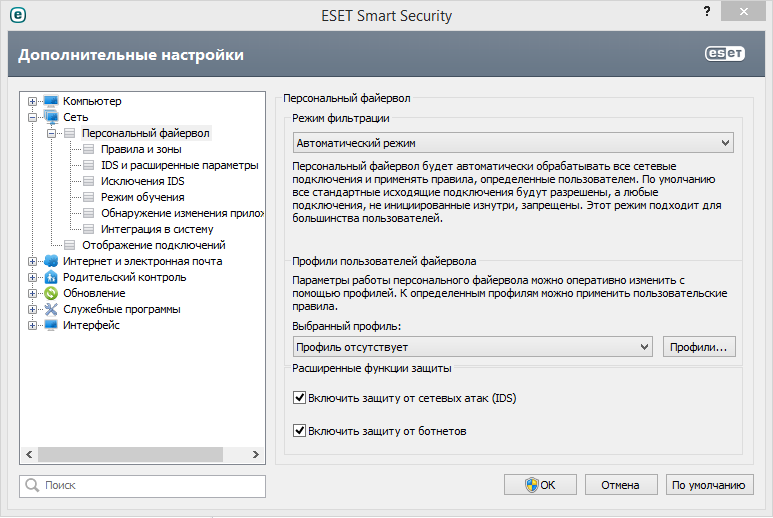 ESET Smart Security
?
Дополнительные настройки
eset
Компьютер
Сеть
Персональный файервол
Правила и зоны
IDS и расширенные параметры
Исключения IDS
Режим обучения
Обнаружение изменения прилож
Интеграция в систему
Отображение подключений
Интернет и электронная почта
Родительский контроль
Обновление
Служебные программы
Интерфейс
Поиск
Персональный файервол
Режим фильтрации
Автоматический режим
Персональный файервол будет автоматически обрабатывать все сетевые
подключения и применять правила, определенные пользователем. По умолчанию
все стандартные исходящие подключения будут разрешены, а любые
подключения, не инициированные изнутри, запрещены. Этот режим подходит для
большинства пользователей.
Профили пользователей файервола
Параметры работы персонального файервола можно оперативно изменить с
помощью профилей. К определенным профилям можно применить пользовательские
правила.
Выбранный профиль:
Профиль отсутствует
Профили...
Расширенные функции защиты
Включить защиту от сетевых атак (IDS)
Включить защиту от ботнетов
ОК
Отмена
По умолчанию